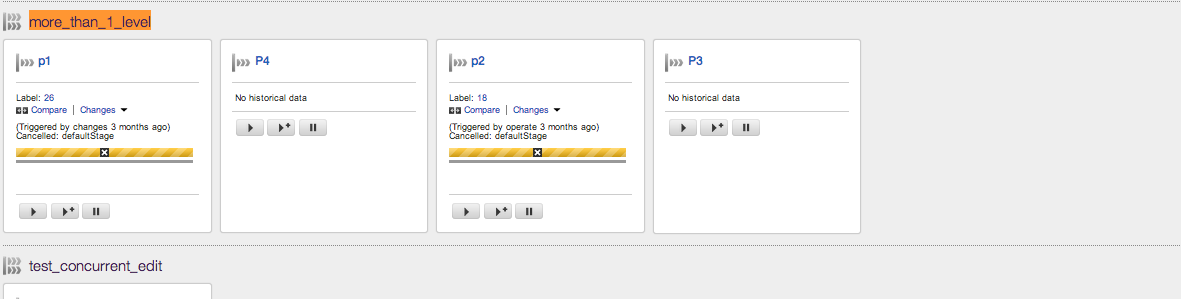 more_than_1_level
p1
Label: 26
Compare | Changes
(Triggered by changes 3 months ago)
Cancelled: defaultStage
P4
No historical data
p2
Label: 18
Compare | Changes
(Triggered by operate 3 months ago)
Cancelled: defaultStage
P3
No historical data
test_concurrent_edit